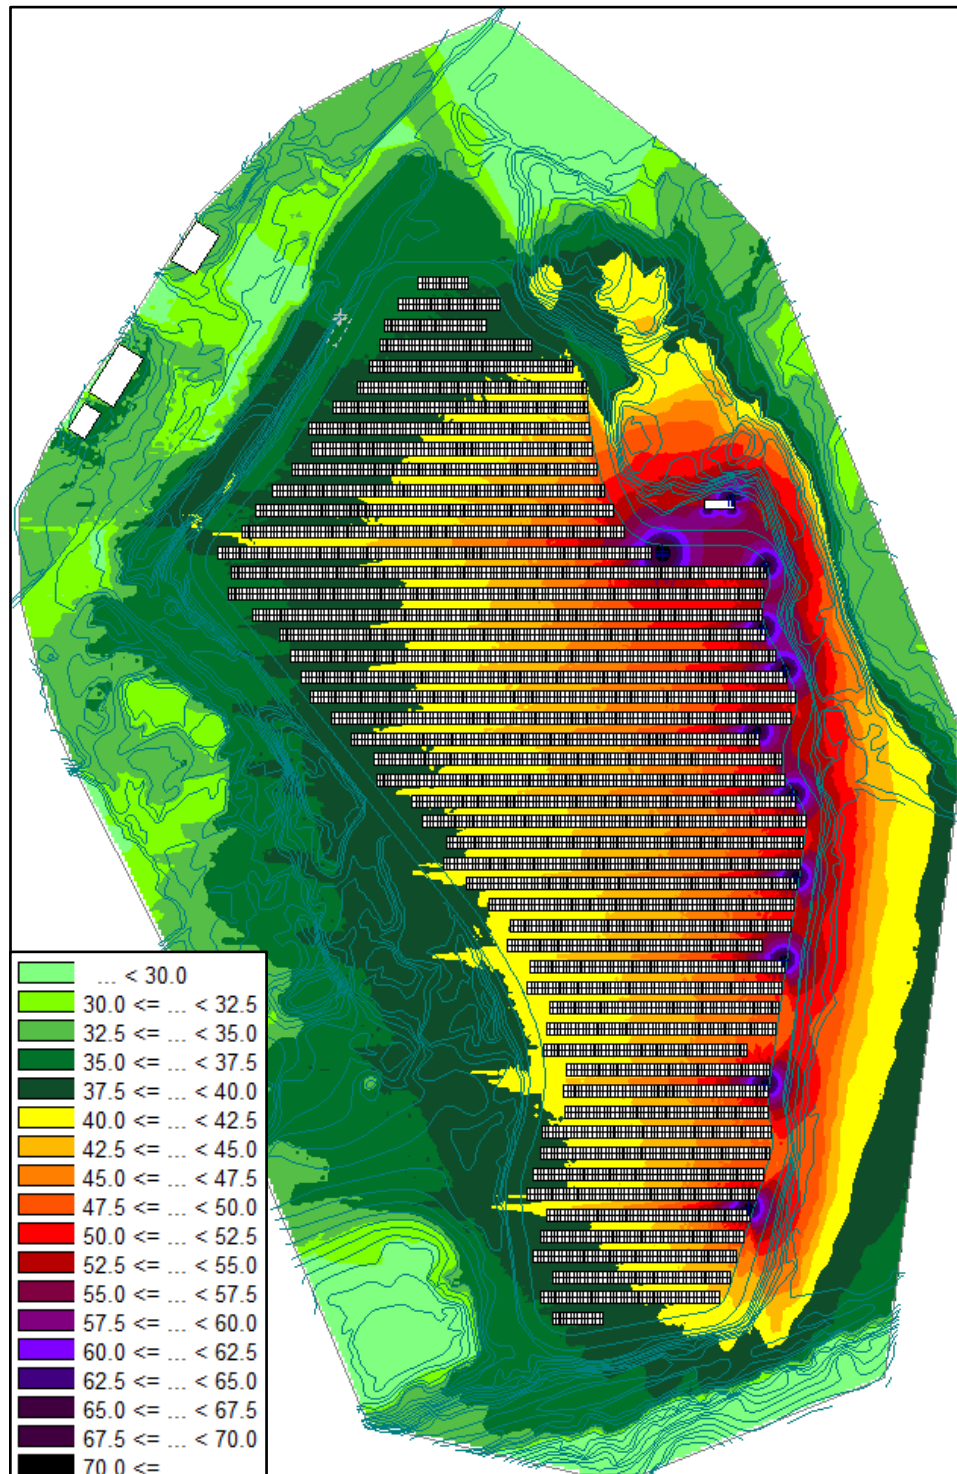 ... < 30.0
30.0 <= ... < 32.5
32.5 <= ... < 35.0
35.0 <= ... < 37.5
37.5 <= ... < 40.0
40.0 <= ... < 42.5
42.5 <= ... < 45.0
45.0 <= ... < 47.5
47.5 <= ... < 50.0
50.0 <= ... < 52.5
52.5 <= ... < 55.0
55.0 <= ... < 57.5
57.5 <= ... < 60.0
60.0 <= ... < 62.5
62.5 <= ... < 65.0
65.0 <= ... < 67.5
67.5 <= ... < 70.0
70.0 <=